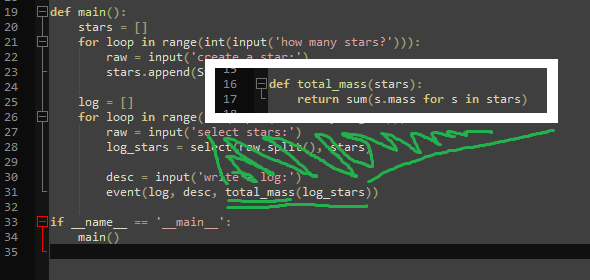 19 def main():
20 stars = []
21 for loop in range(int(input('how many stars?'))):
22 raw = input('create a star:')
23 stars.append(S
15
16 def total_mass(stars):
17 return sum(s.mass for s in stars)
18
24
25 log = []
26 for loop in range(
27 raw = input('select stars:')
28 log_stars = select(raw.split(), stars)
29
30 desc = input('write a log:')
31 event(log, desc, total_mass(log_stars))
32
33 if __name__ == '__main__':
34 main()
35